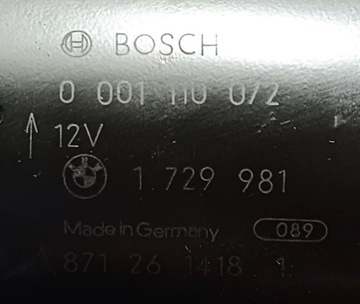 BOSCH
0 001 110 072
12V
1.729 981
Made in Germany 089
871 26 1418 1